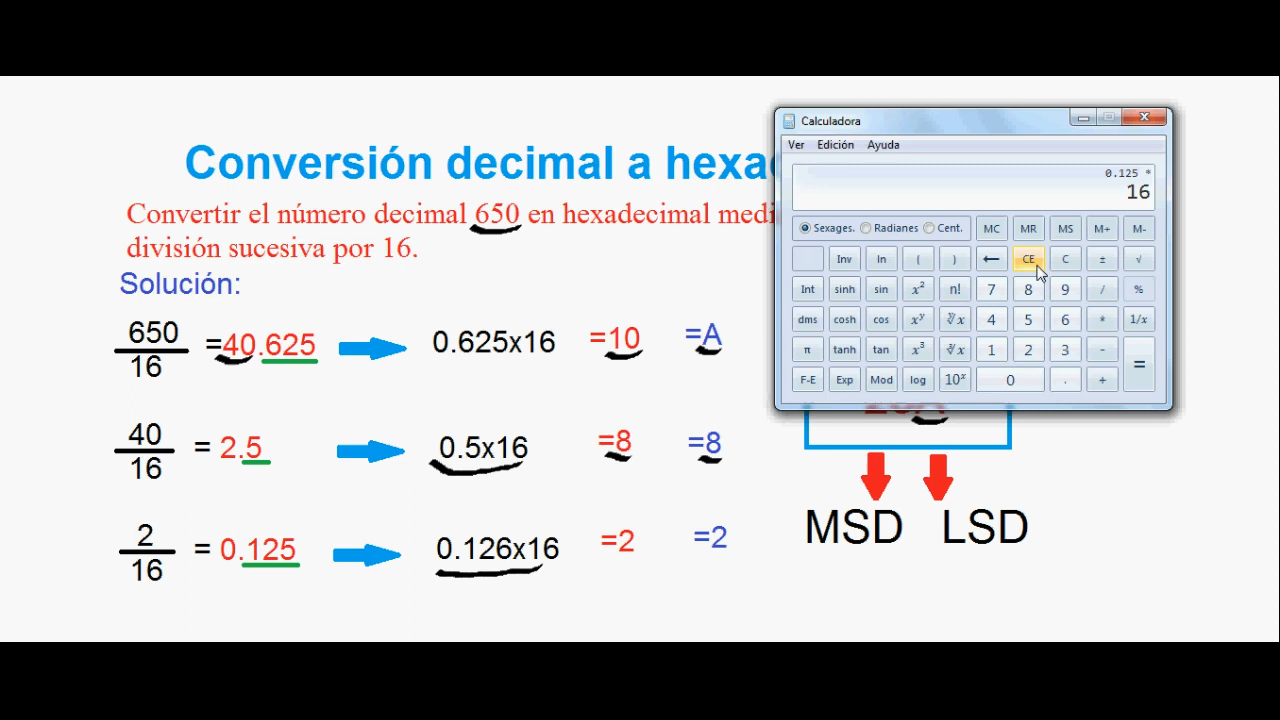 Conversión decimal a hexa
Convertir el número decimal 650 en hexadecimal medi
división sucesiva por 16.
Solución:
650
16
=40.625
0.625x16
=10
=A
40
16
= 2.5
0.5x16
=8
=8
2
16
= 0.125
0.126x16
=2
=2
Calculadora
Ver Edición Ayuda
0.125 *
16
Sexages. Radianes Cent. MC MR MS M+ M-
Inv ln ( ) ← CE C ± √
Int sinh sin x² n! 7 8 9 / %
dms cosh cos xʸ ʸ√x 4 5 6 * 1/x
π tanh tan x³ ³√x 1 2 3 - =
F-E Exp Mod log 10ˣ 0 . +
MSD LSD